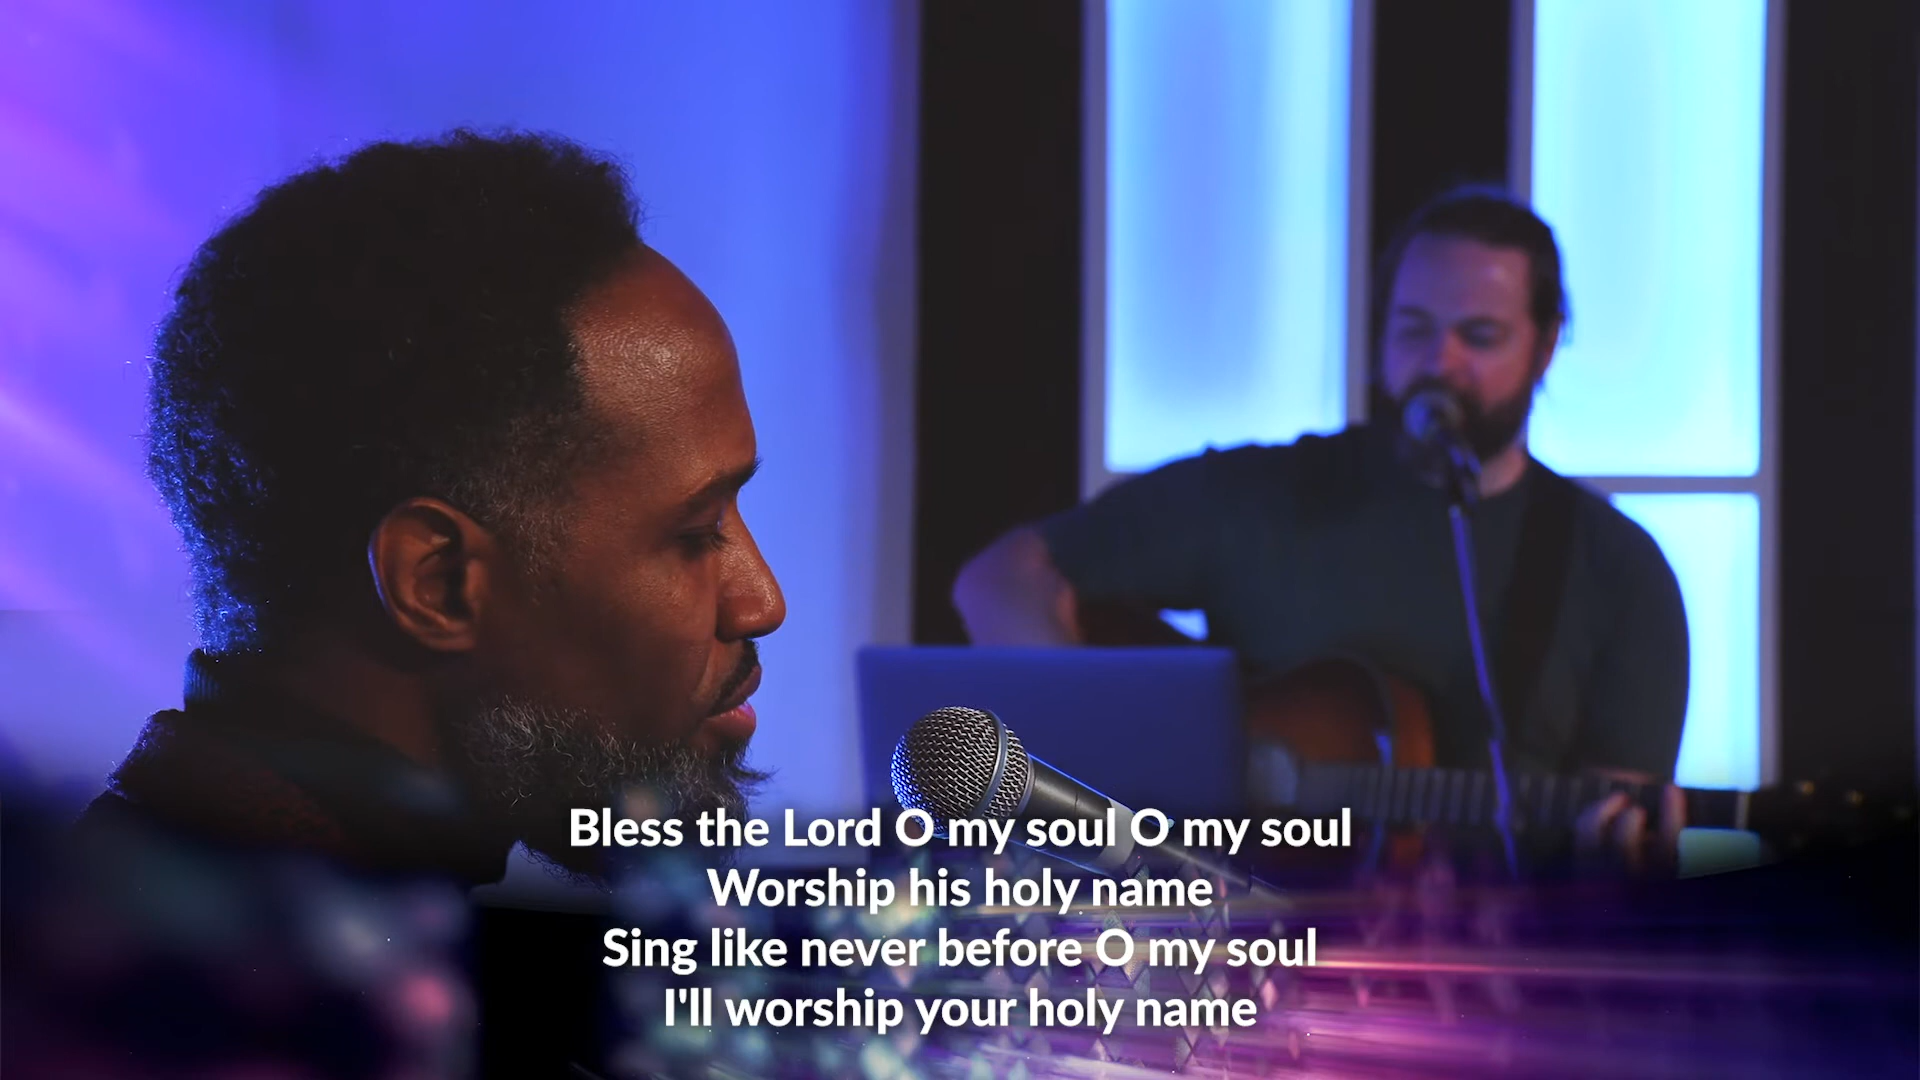 Bless the Lord O my soul O my soul
Worship his holy name
Sing like never before O my soul
I'll worship your holy name